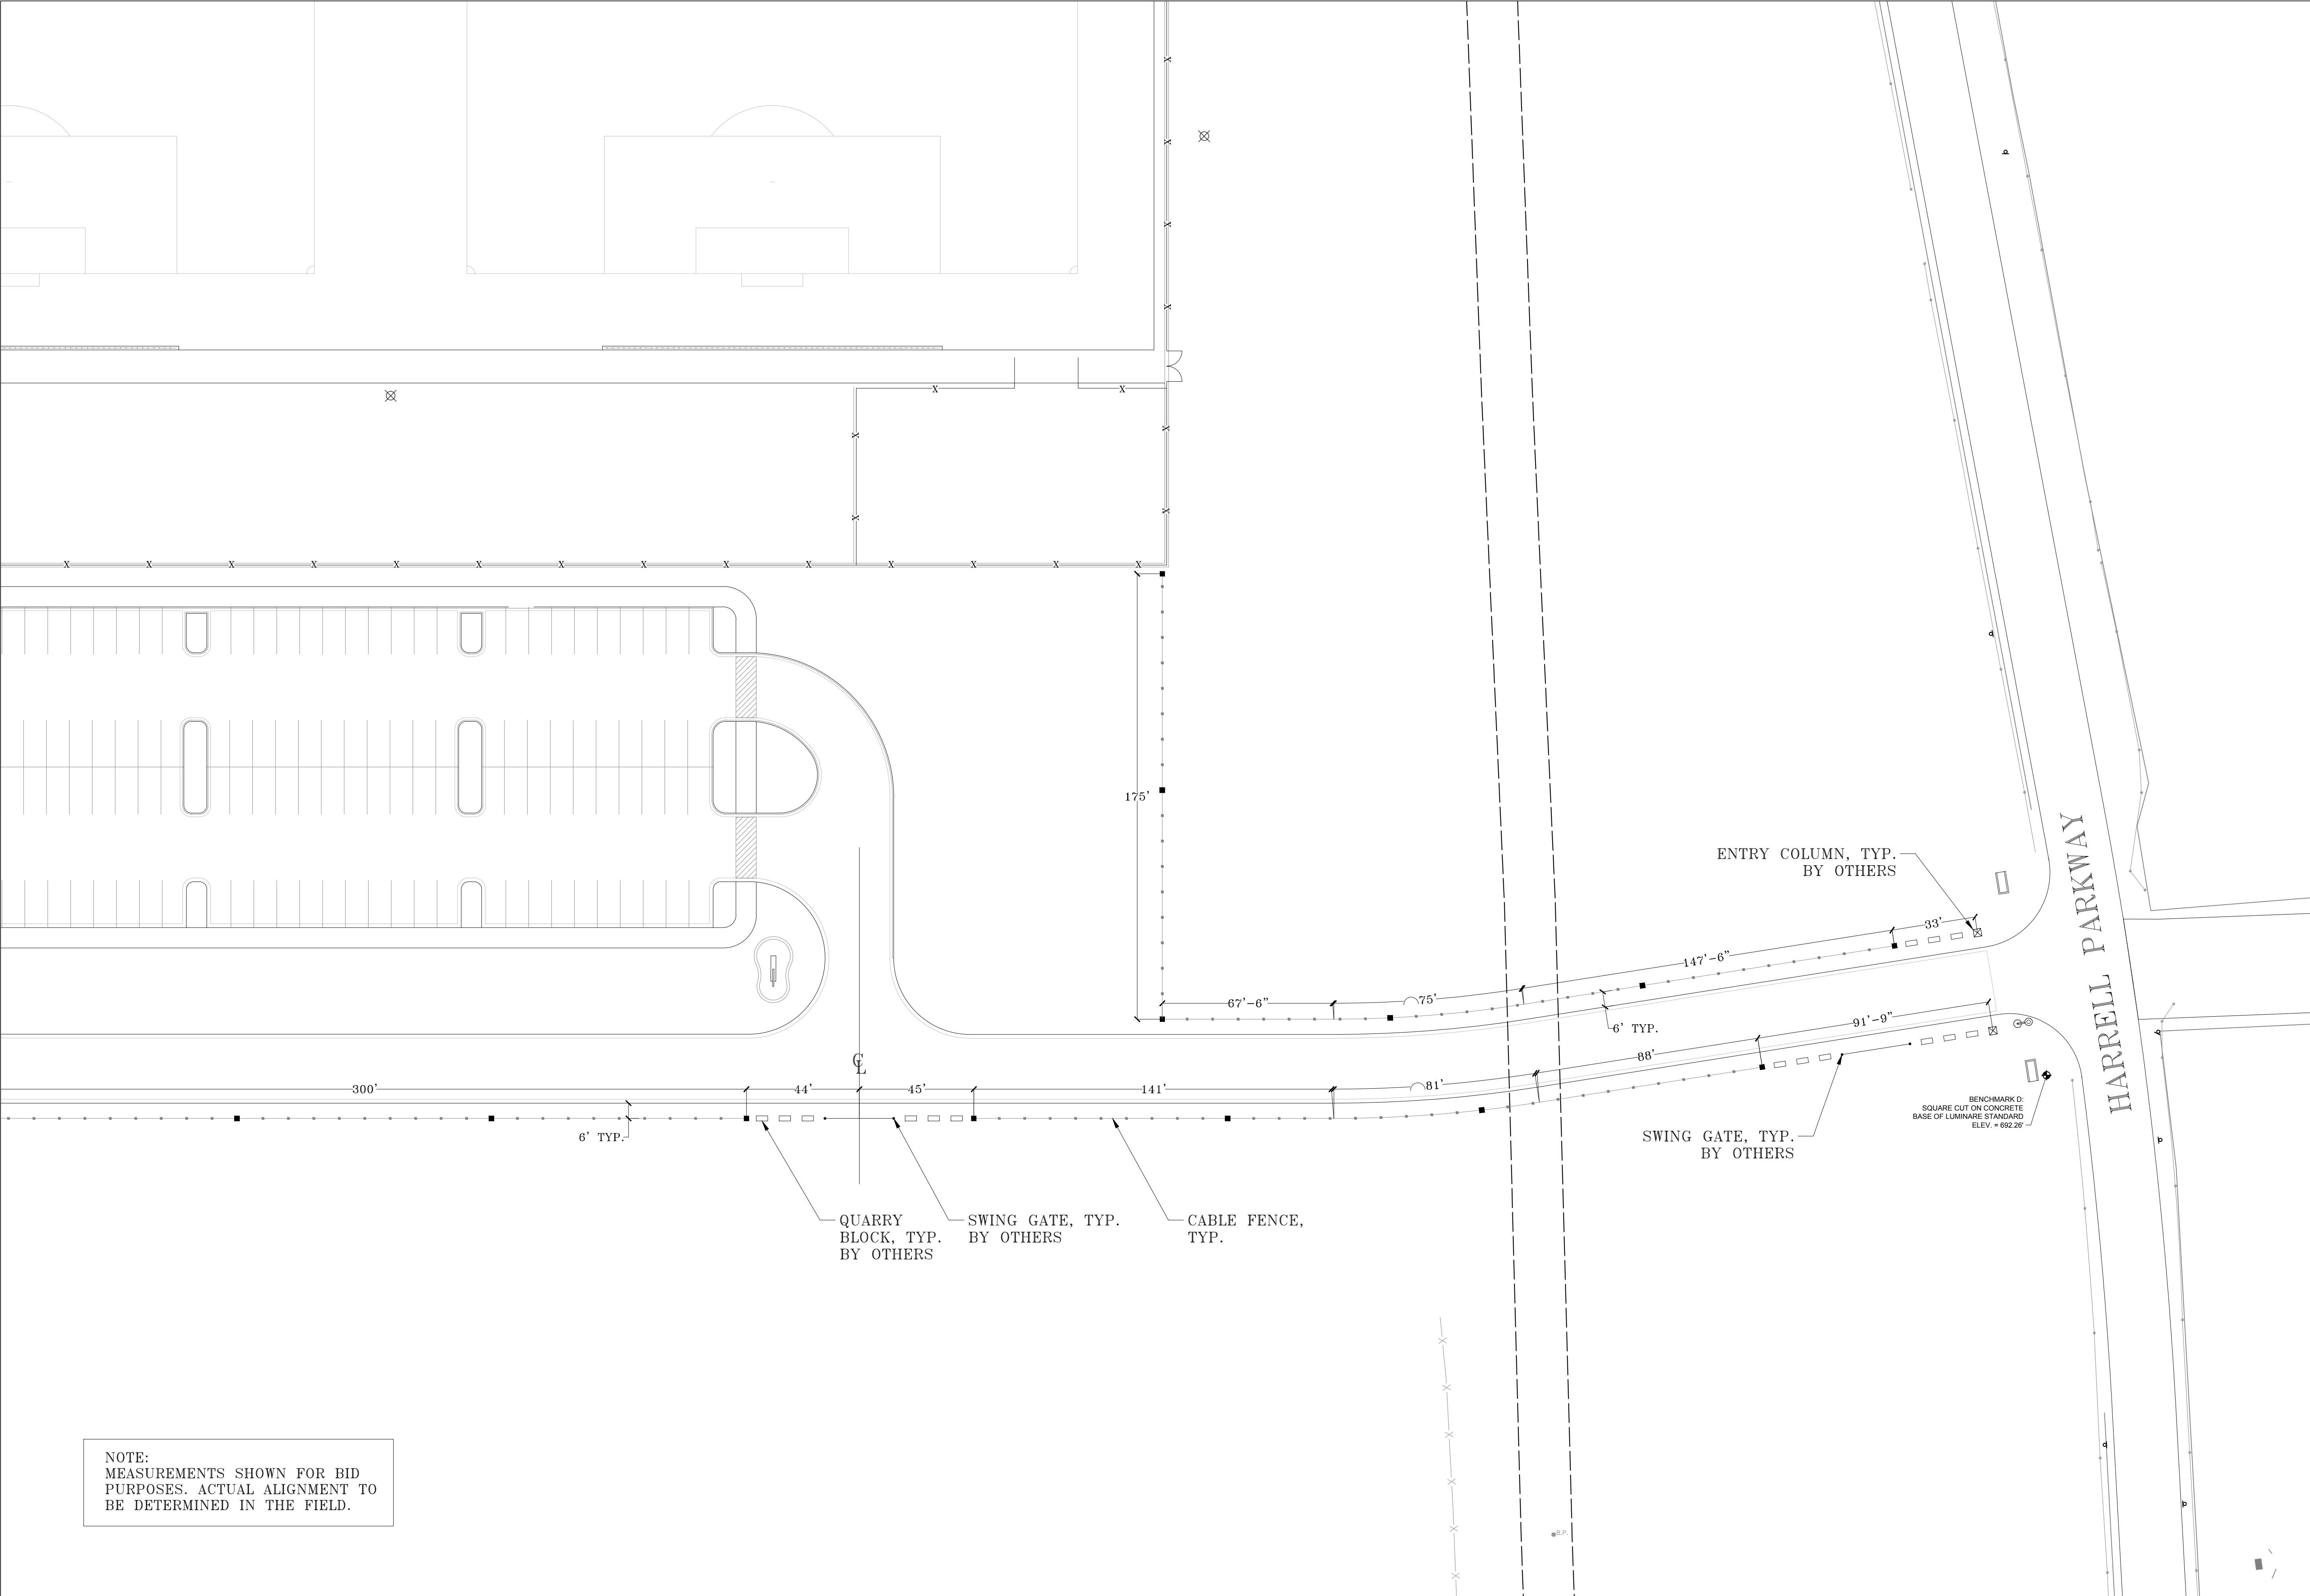 X
X
X
X
X X
X
X
X
X
X X X X X X X X X X X X X X
175'
ENTRY COLUMN, TYP.
BY OTHERS
HARRELL PARKWAY
33'
147'-6"
67'-6"
75'
6' TYP.
91'-9"
88'
81'
CL
300'
44'
45'
141'
6' TYP.
BENCHMARK D:
SQUARE CUT ON CONCRETE
BASE OF LUMINARE STANDARD
ELEV. = 692.26'
SWING GATE, TYP.
BY OTHERS
QUARRY
BLOCK, TYP.
BY OTHERS
SWING GATE, TYP.
BY OTHERS
CABLE FENCE,
TYP.
X
X
X
X
X
X
B.P.
NOTE:
MEASUREMENTS SHOWN FOR BID
PURPOSES. ACTUAL ALIGNMENT TO
BE DETERMINED IN THE FIELD.